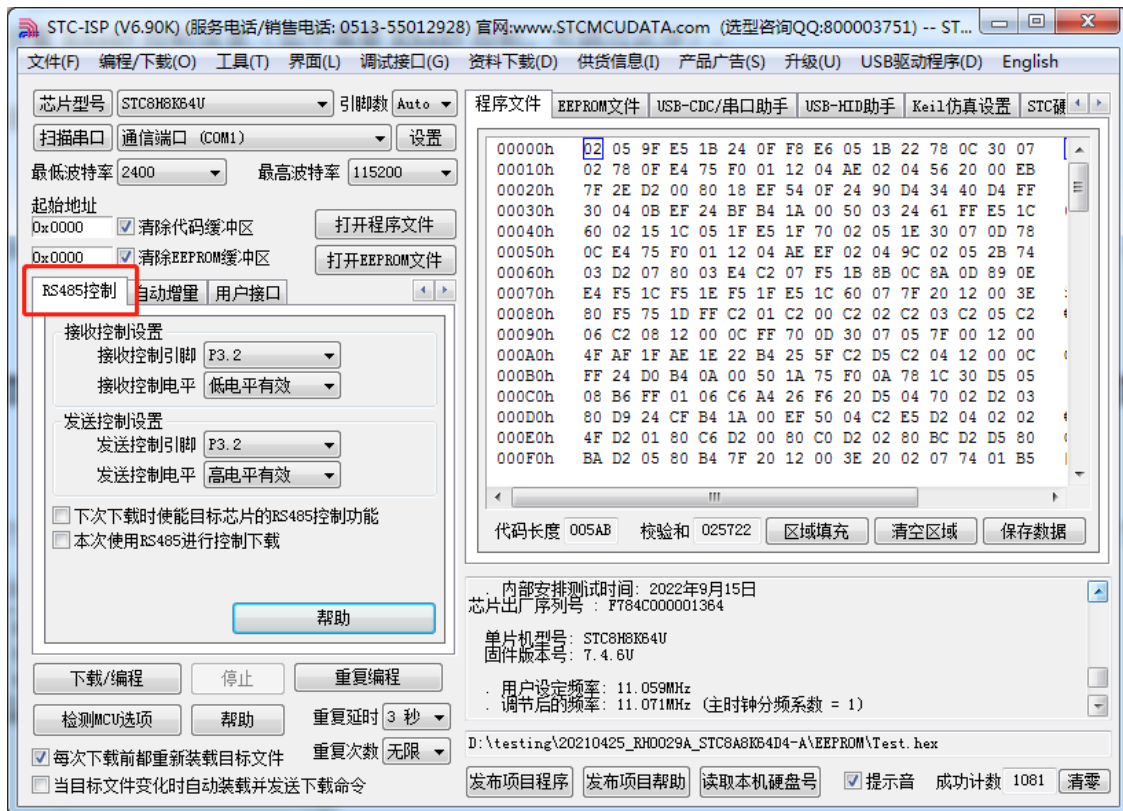 STC-ISP (V6.90K) (服务电话/销售电话: 0513-55012928) 官网:www.STCMCUDATA.com (选型咨询QQ:800003751) -- ST...
文件(F) 编程/下载(O) 工具(T) 界面(L) 调试接口(G) 资料下载(D) 供货信息(I) 产品广告(S) 升级(U) USB驱动程序(D) English
芯片型号 STC8H8K64U 引脚数 Auto
扫描串口 通信端口 (COM1) 设置
最低波特率 2400 最高波特率 115200
起始地址
0x0000 清除代码缓冲区 打开程序文件
0x0000 清除EEPROM缓冲区 打开EEPROM文件
RS485控制 自动增量 用户接口
接收控制设置
接收控制引脚 P3.2
接收控制电平 低电平有效
发送控制设置
发送控制引脚 P3.2
发送控制电平 高电平有效
下次下载时使能目标芯片的RS485控制功能
本次使用RS485进行控制下载
帮助
下载/编程 停止 重复编程
检测MCU选项 帮助 重复延时 3 秒
每次下载前都重新装载目标文件 重复次数 无限
当目标文件变化时自动装载并发送下载命令
程序文件 EEPROM文件 USB-CDC/串口助手 USB-HID助手 Keil仿真设置 STC硬
00000h 02 05 9F E5 1B 24 0F F8 E6 05 1B 22 78 0C 30 07
00010h 02 78 0F E4 75 F0 01 12 04 AE 02 04 56 20 00 EB
00020h 7F 2E D2 00 80 18 EF 54 0F 24 90 D4 34 40 D4 FF
00030h 30 04 0B EF 24 BF B4 1A 00 50 03 24 61 FF E5 1C
00040h 60 02 15 1C 05 1F E5 1F 70 02 05 1E 30 07 0D 78
00050h 0C E4 75 F0 01 12 04 AE EF 02 04 9C 02 05 2B 74
00060h 03 D2 07 80 03 E4 C2 07 F5 1B 8B 0C 8A 0D 89 0E
00070h E4 F5 1C F5 1E F5 1F E5 1C 60 07 7F 20 12 00 3E
00080h 80 F5 75 1D FF C2 01 C2 00 C2 02 C2 03 C2 05 C2
00090h 06 C2 08 12 00 0C FF 70 0D 30 07 05 7F 00 12 00
000A0h 4F AF 1F AE 1E 22 B4 25 5F C2 D5 C2 04 12 00 0C
000B0h FF 24 D0 B4 0A 00 50 1A 75 F0 0A 78 1C 30 D5 05
000C0h 08 B6 FF 01 06 C6 A4 26 F6 20 D5 04 70 02 D2 03
000D0h 80 D9 24 CF B4 1A 00 EF 50 04 C2 E5 D2 04 02 02
000E0h 4F D2 01 80 C6 D2 00 80 C0 D2 02 80 BC D2 D5 80
000F0h BA D2 05 80 B4 7F 20 12 00 3E 20 02 07 74 01 B5
代码长度 005AB 校验和 025722 区域填充 清空区域 保存数据
. 内部安排测试时间: 2022年9月15日
芯片出厂序列号 : F784C000001364
单片机型号: STC8H8K64U
固件版本号: 7.4.6U
. 用户设定频率: 11.059MHz
. 调节后的频率: 11.071MHz (主时钟分频系数 = 1)
D:\testing\20210425_RH0029A_STC8A8K64D4-A\EEPROM\Test.hex
发布项目程序 发布项目帮助 读取本机硬盘号 提示音 成功计数 1081 清零